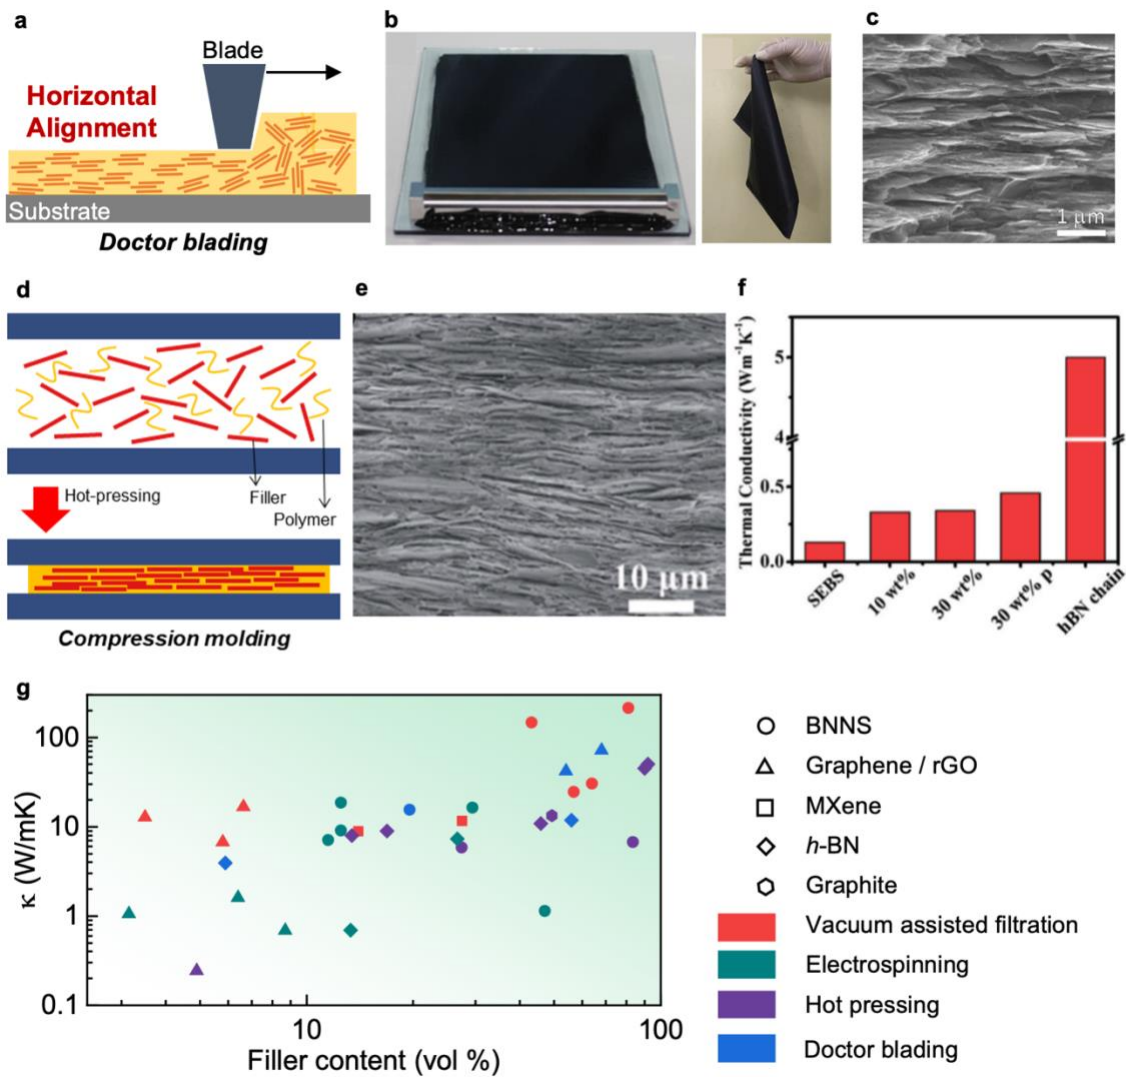 a
Blade
Horizontal
Alignment
Substrate
Doctor blading
b
c
1 μm
d
Hot-pressing
Filler
Polymer
Compression molding
e
10 μm
f
Thermal Conductivity (Wm⁻¹K⁻¹)
5
4
0.5
0.0
SEBS
10 wt%
30 wt%
30 wt% p
hBN chain
g
κ (W/mK)
100
10
1
0.1
10
100
Filler content (vol %)
BNNS
Graphene / rGO
MXene
h-BN
Graphite
Vacuum assisted filtration
Electrospinning
Hot pressing
Doctor blading